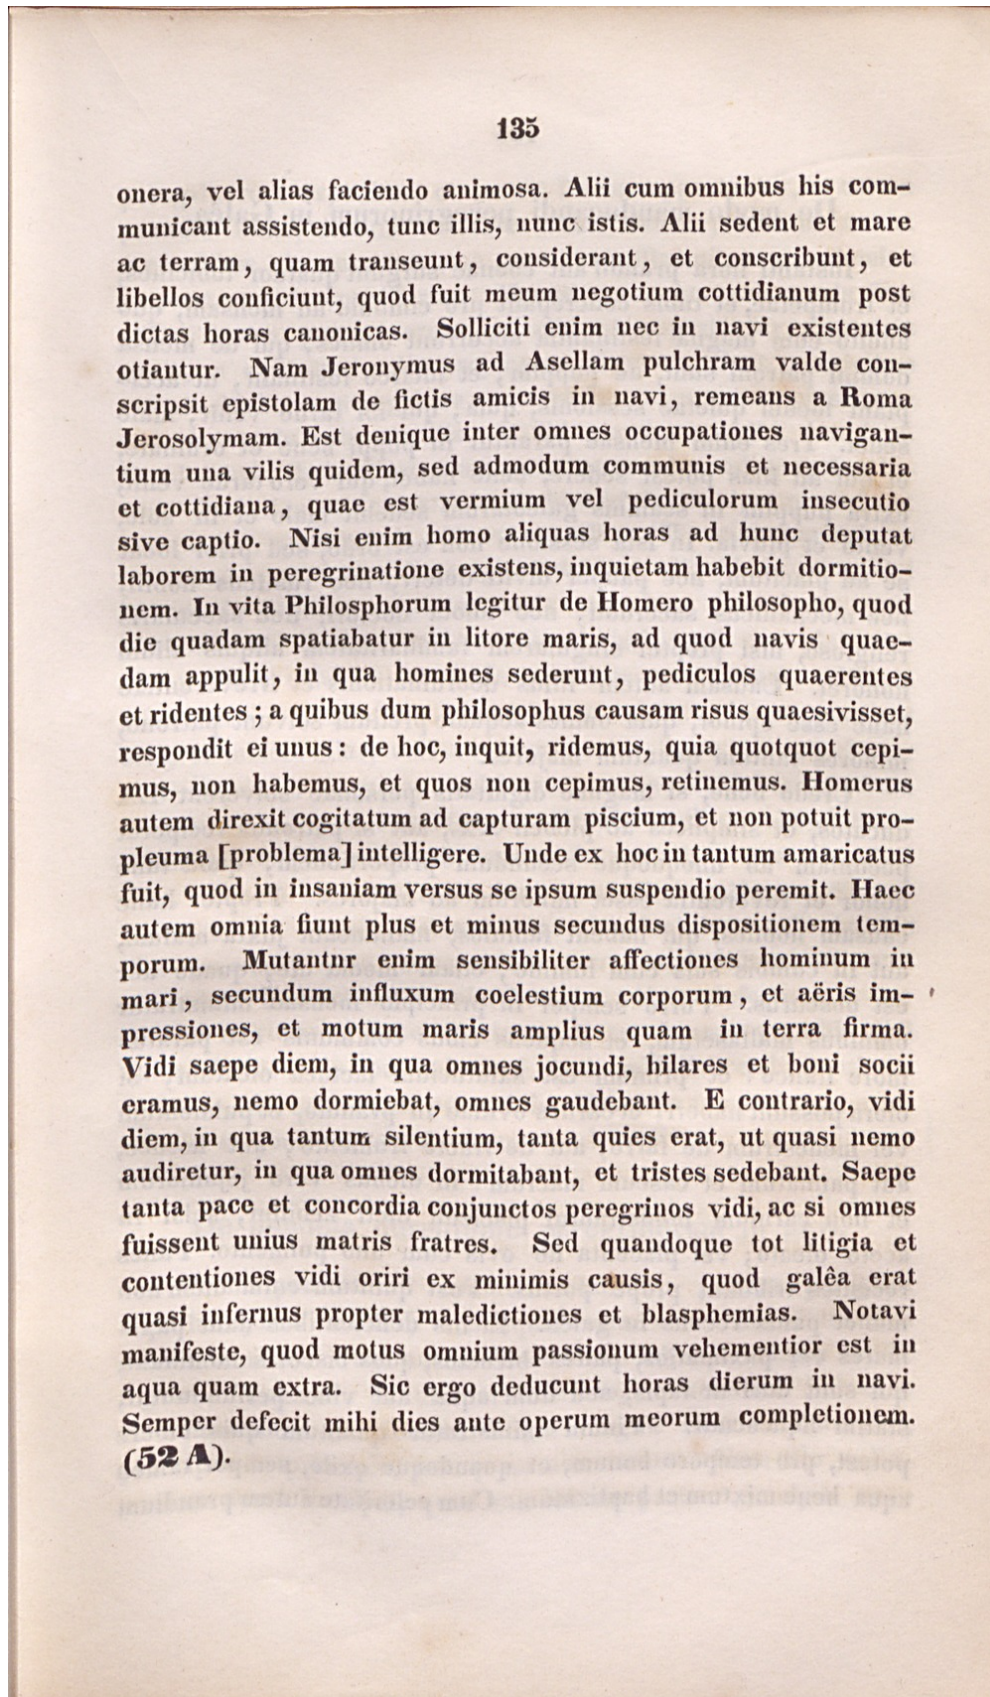 135
onera, vel alias faciendo animosa. Alii cum omnibus his com-
municant assistendo, tunc illis, nunc istis. Alii sedent et mare
ac terram, quam transeunt, considerant, et conscribunt, et
libellos conficiunt, quod fuit meum negotium cottidianum post
dictas horas canonicas. Solliciti enim nec in navi existentes
otiantur. Nam Jeronymus ad Asellam pulchram valde con-
scripsit epistolam de fictis amicis in navi, remeans a Roma
Jerosolymam. Est denique inter omnes occupationes navigan-
tium una vilis quidem, sed admodum communis et necessaria
et cottidiana, quae est vermium vel pediculorum insecutio
sive captio. Nisi enim homo aliquas horas ad hunc deputat
laborem in peregrinatione existens, inquietam habebit dormitio-
nem. In vita Philosphorum legitur de Homero philosopho, quod
die quadam spatiabatur in litore maris, ad quod navis quae-
dam appulit, in qua homines sederunt, pediculos quaerentes
et ridentes; a quibus dum philosophus causam risus quaesivisset,
respondit ei unus: de hoc, inquit, ridemus, quia quotquot cepi-
mus, non habemus, et quos non cepimus, retinemus. Homerus
autem direxit cogitatum ad capturam piscium, et non potuit pro-
pleuma [problema] intelligere. Unde ex hoc in tantum amaricatus
fuit, quod in insaniam versus se ipsum suspendio peremit. Haec
autem omnia fiunt plus et minus secundus dispositionem tem-
porum. Mutantnr enim sensibiliter affectiones hominum in
mari, secundum influxum coelestium corporum, et aëris im-
pressiones, et motum maris amplius quam in terra firma.
Vidi saepe diem, in qua omnes jocundi, hilares et boni socii
eramus, nemo dormiebat, omnes gaudebant. E contrario, vidi
diem, in qua tantum silentium, tanta quies erat, ut quasi nemo
audiretur, in qua omnes dormitabant, et tristes sedebant. Saepe
tanta pace et concordia conjunctos peregrinos vidi, ac si omnes
fuissent unius matris fratres. Sed quandoque tot litigia et
contentiones vidi oriri ex minimis causis, quod galêa erat
quasi infernus propter maledictiones et blasphemias. Notavi
manifeste, quod motus omnium passionum vehementior est in
aqua quam extra. Sic ergo deducunt horas dierum in navi.
Semper defecit mihi dies ante operum meorum completionem.
(52 A).